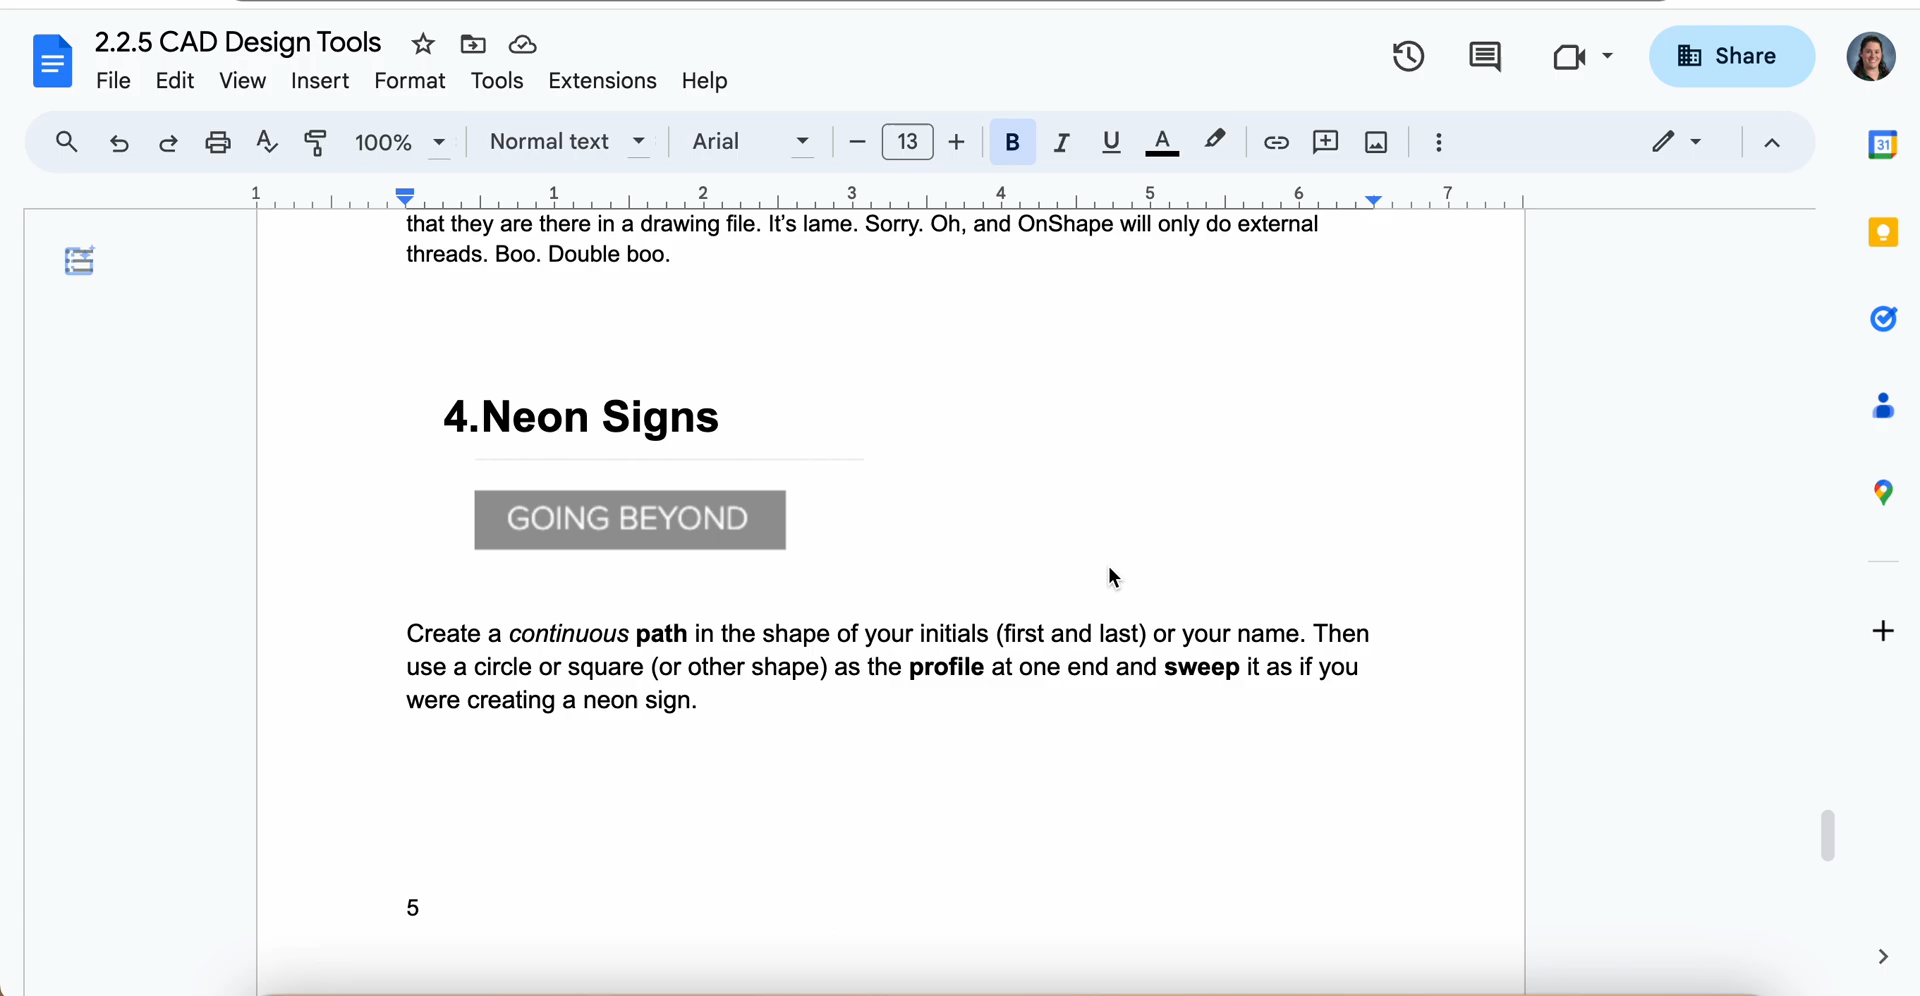 2.2.5 CAD Design Tools
File Edit View Insert Format Tools Extensions Help
Share
100% Normal text Arial 13 B I U A
31
1 1 2 3 4 5 6 7
that they are there in a drawing file. It's lame. Sorry. Oh, and OnShape will only do external
threads. Boo. Double boo.
4.Neon Signs
GOING BEYOND
Create a continuous path in the shape of your initials (first and last) or your name. Then
use a circle or square (or other shape) as the profile at one end and sweep it as if you
were creating a neon sign.
5